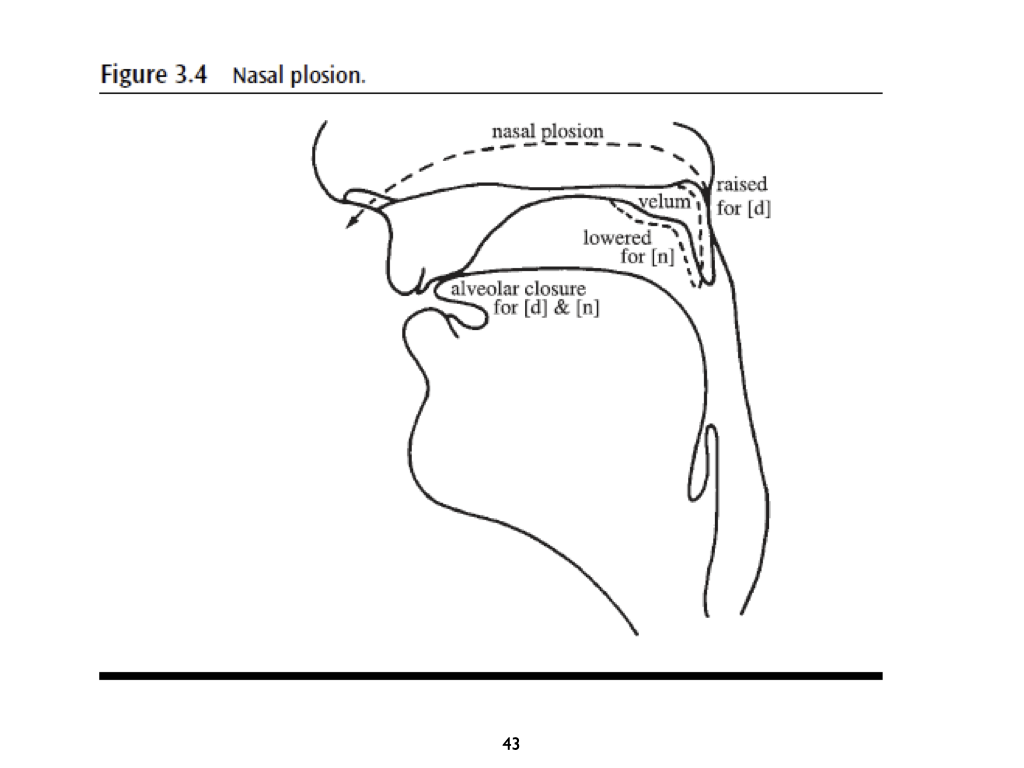 Figure 3.4 Nasal plosion.
nasal plosion
raised
for [d]
velum
lowered
for [n]
alveolar closure
for [d] & [n]
43